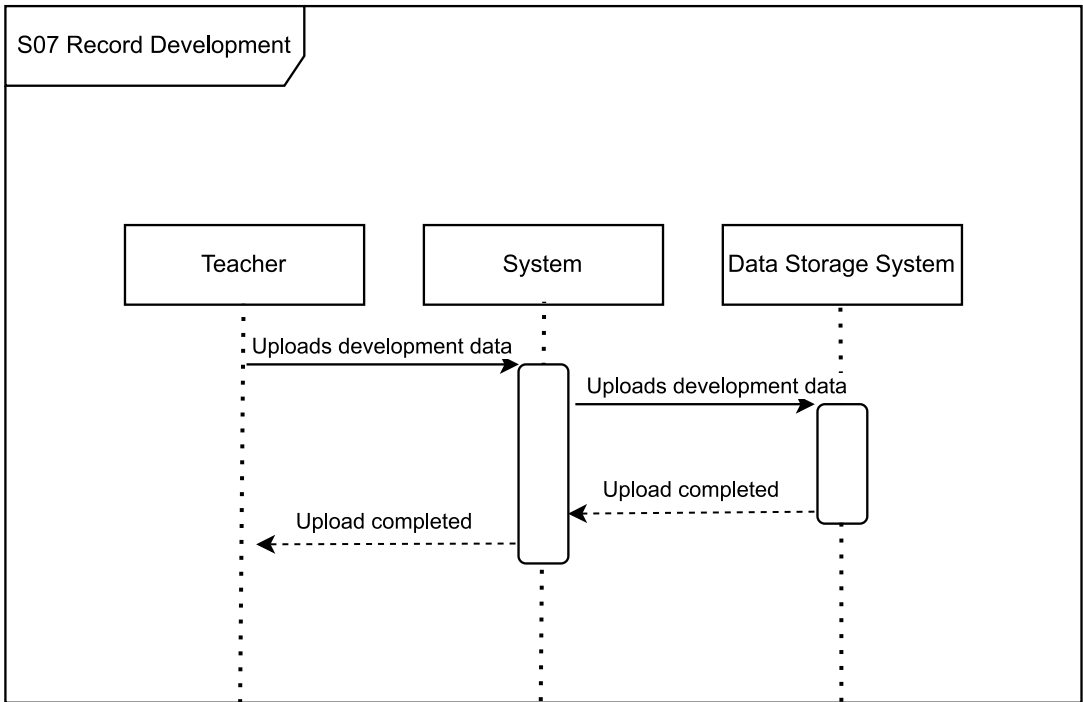 S07 Record Development
Teacher
System
Data Storage System
Uploads development data
Uploads development data
Upload completed
Upload completed